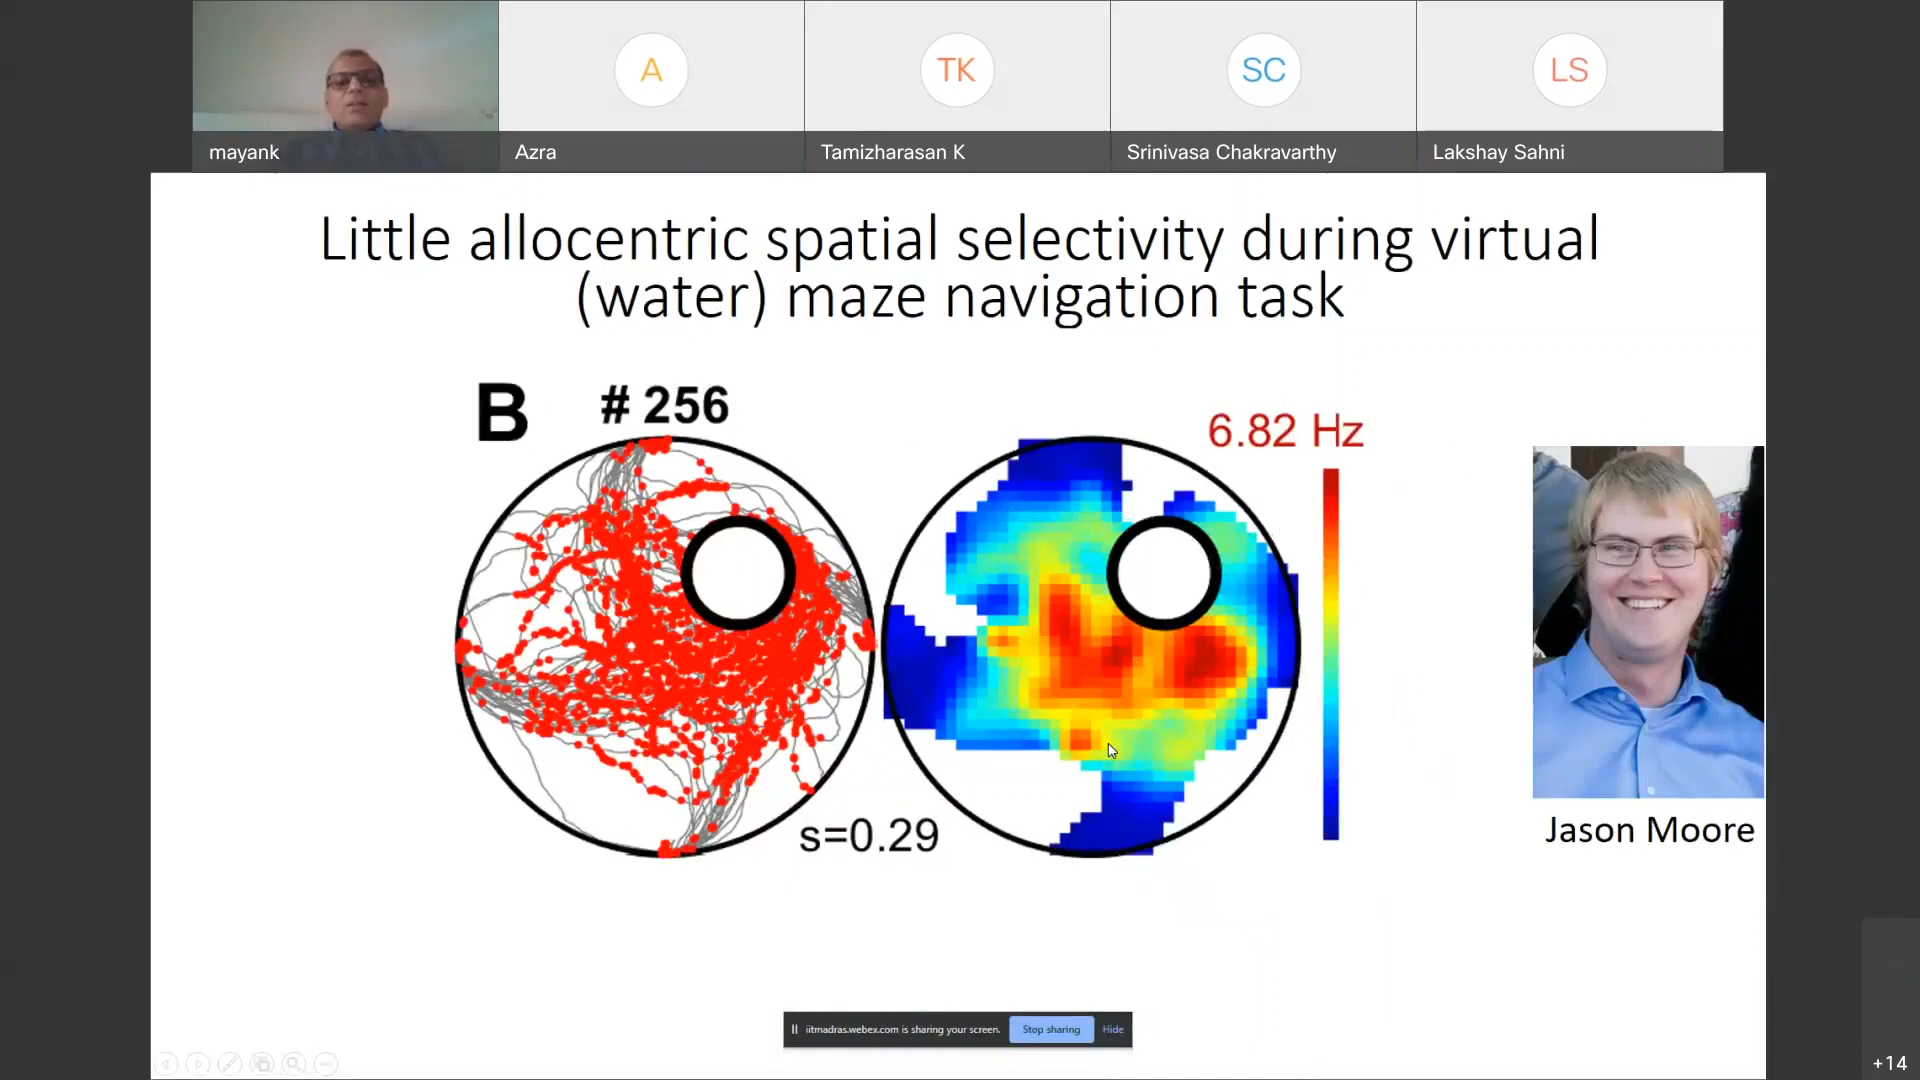 A
TK
SC
LS
mayank
Azra
Tamizharasan K
Srinivasa Chakravarthy
Lakshay Sahni
Little allocentric spatial selectivity during virtual
(water) maze navigation task
B
# 256
6.82 Hz
s=0.29
Jason Moore
iitmadras.webex.com is sharing your screen.
Stop sharing
Hide
+14